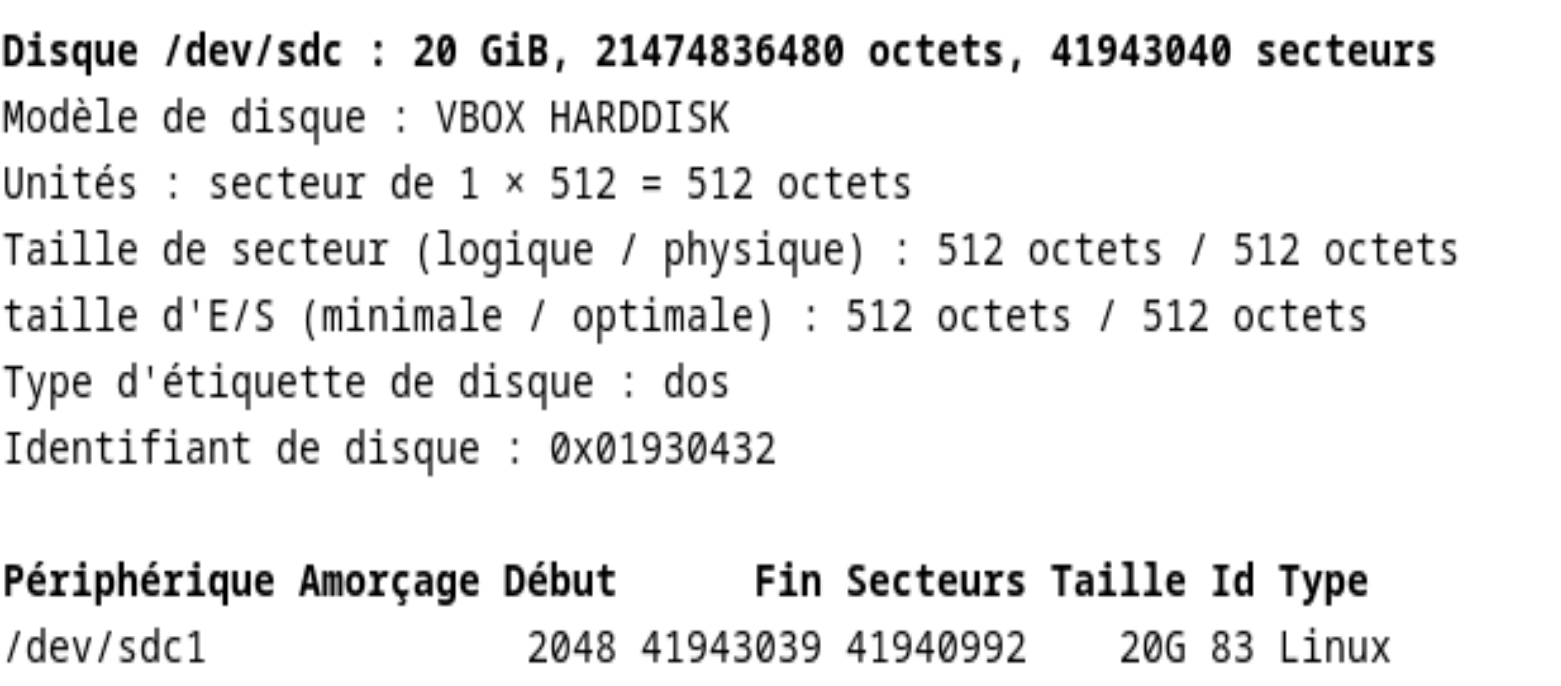 Disque /dev/sdc : 20 GiB, 21474836480 octets, 41943040 secteurs
Modèle de disque : VBOX HARDDISK
Unités : secteur de 1 × 512 = 512 octets
Taille de secteur (logique / physique) : 512 octets / 512 octets
taille d'E/S (minimale / optimale) : 512 octets / 512 octets
Type d'étiquette de disque : dos
Identifiant de disque : 0x01930432
Périphérique Amorçage Début      Fin Secteurs Taille Id Type
/dev/sdc1              2048 41943039 41940992    20G 83 Linux